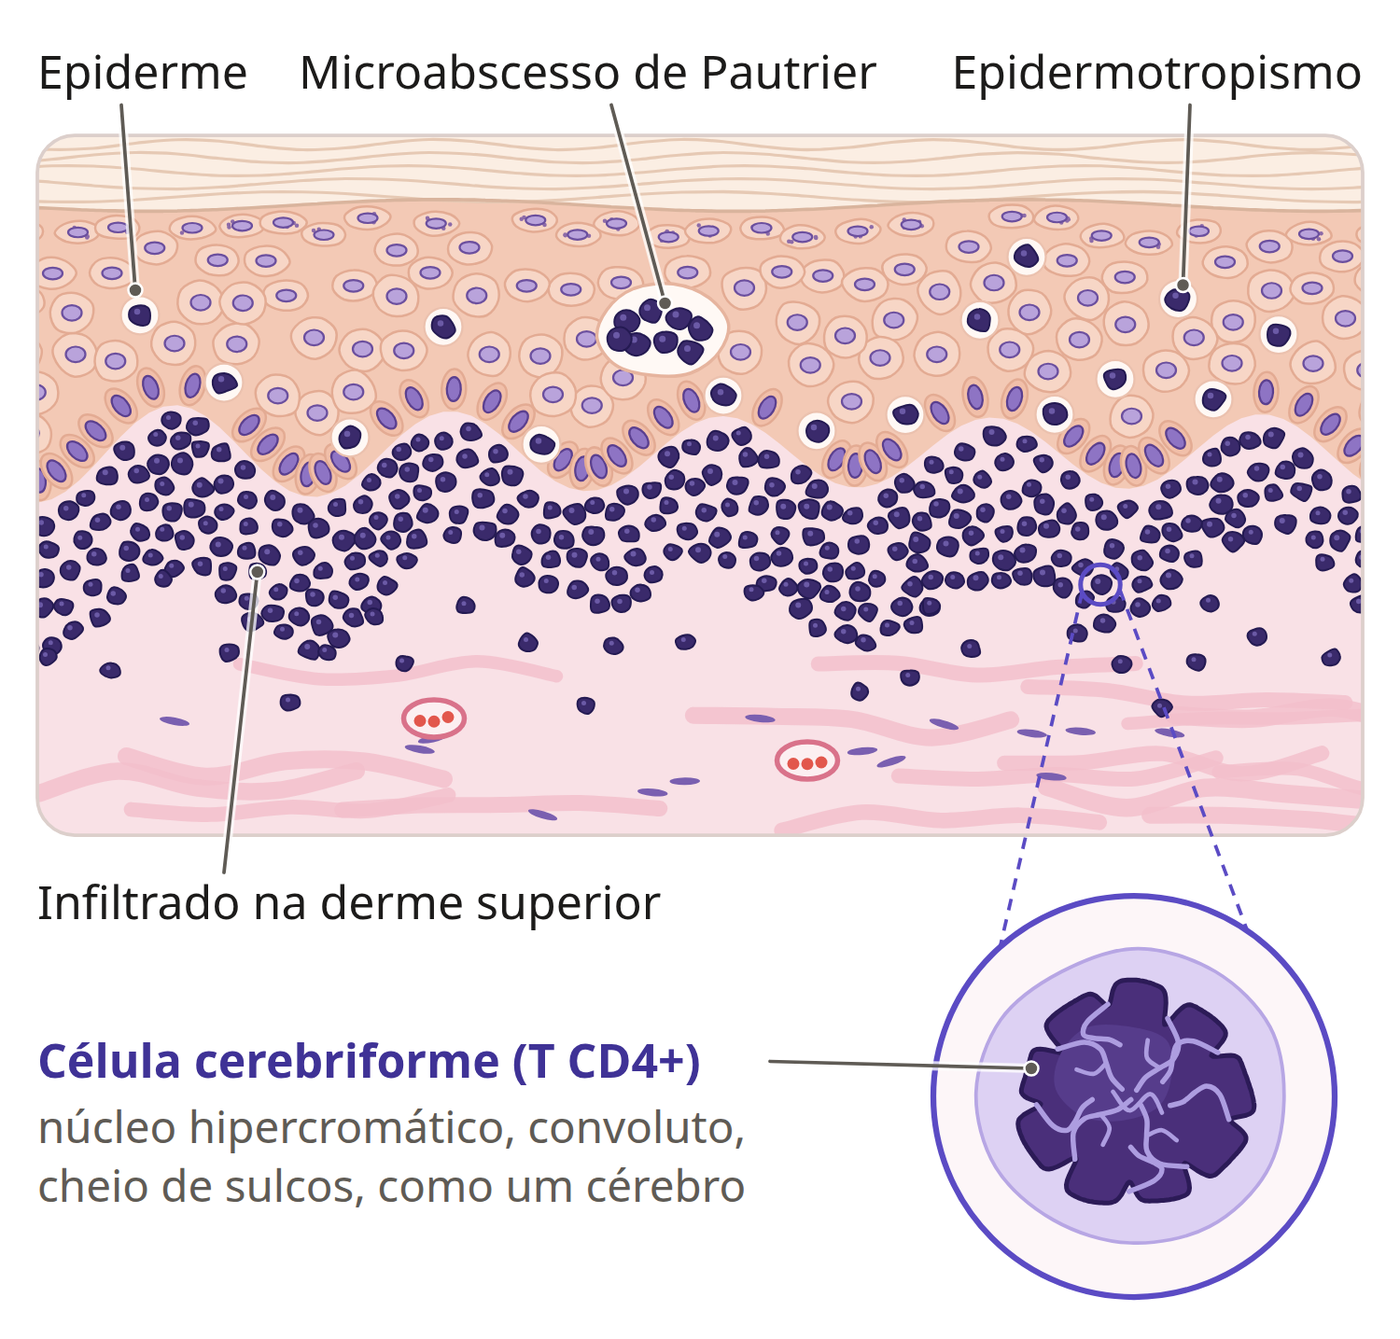 Epiderme
Microabscesso de Pautrier
Epidermotropismo
Infiltrado na derme superior
Célula cerebriforme (T CD4+)
núcleo hipercromático, convoluto,
cheio de sulcos, como um cérebro